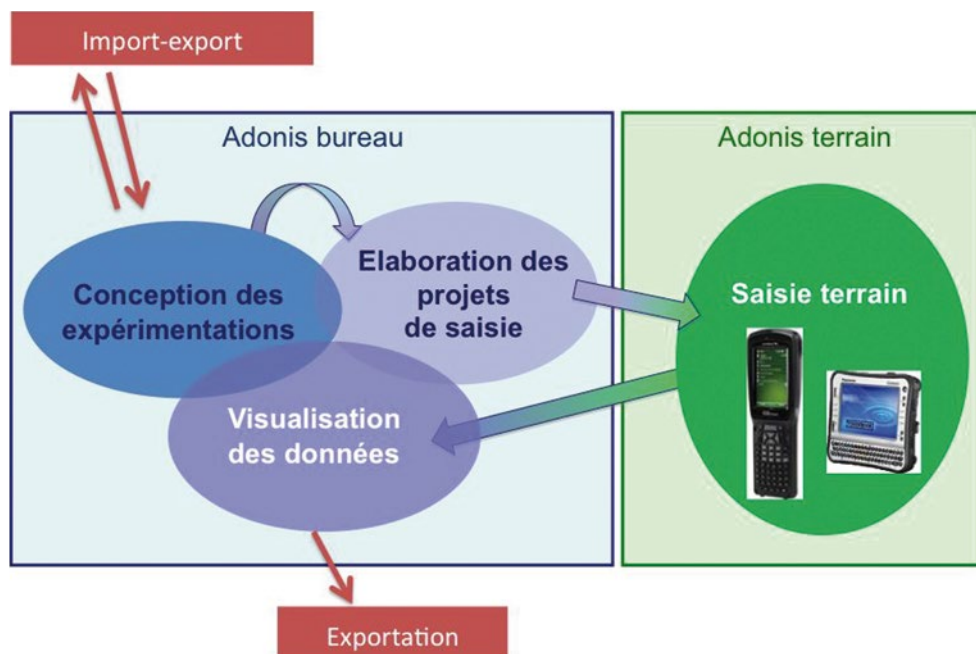 Import-export
Adonis bureau
Adonis terrain
Conception des
expérimentations
Elaboration des
projets
de saisie
Saisie terrain
Visualisation
des données
Exportation